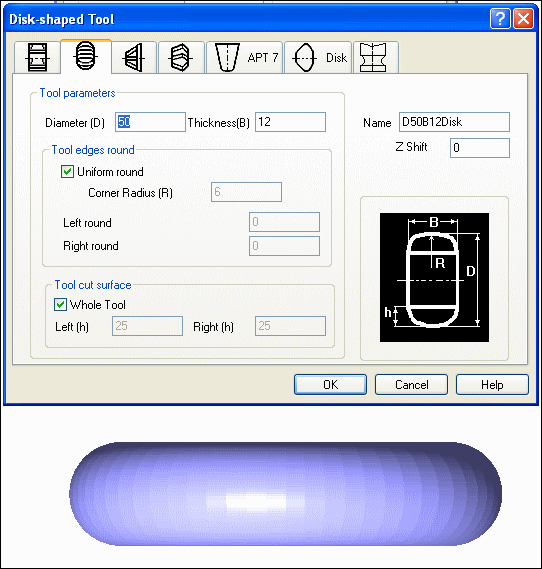 Disk-shaped Tool
APT 7 Disk
Tool parameters
Diameter (D) 50 Thickness(B) 12
Name D50B12Disk
Z Shift 0
Tool edges round
Uniform round
Corner Radius (R) 6
Left round 0
Right round 0
B
R
D
h
Tool cut surface
Whole Tool
Left (h) 25 Right (h) 25
OK Cancel Help